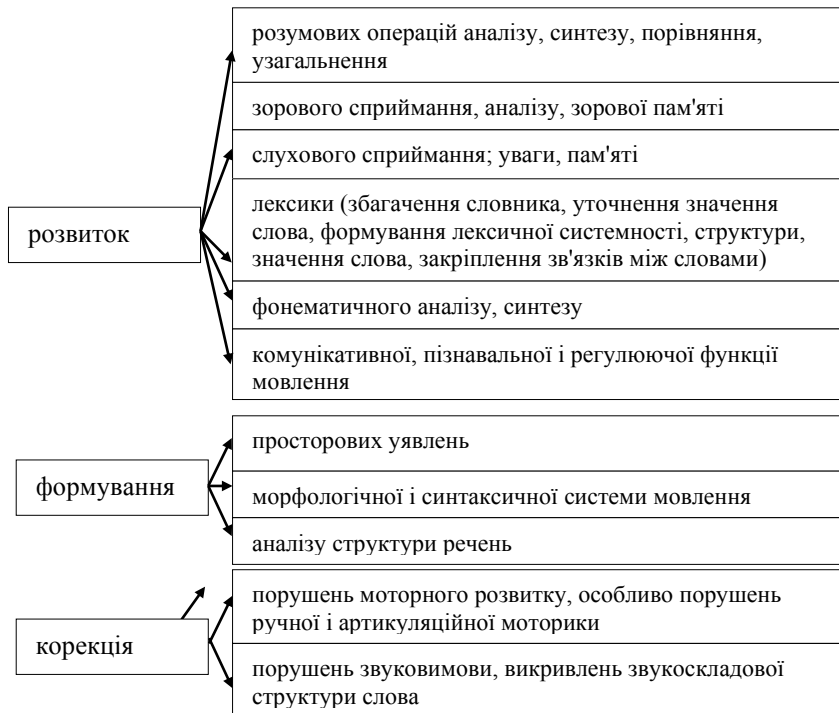 розумових операцій аналізу, синтезу, порівняння,
узагальнення
зорового сприймання, аналізу, зорової пам'яті
слухового сприймання; уваги, пам'яті
розвиток
лексики (збагачення словника, уточнення значення
слова, формування лексичної системності, структури,
значення слова, закріплення зв'язків між словами)
фонематичного аналізу, синтезу
комунікативної, пізнавальної і регулюючої функції
мовлення
просторових уявлень
формування
морфологічної і синтаксичної системи мовлення
аналізу структури речень
порушень моторного розвитку, особливо порушень
ручної і артикуляційної моторики
корекція
порушень звуковимови, викривлень звукоскладової
структури слова